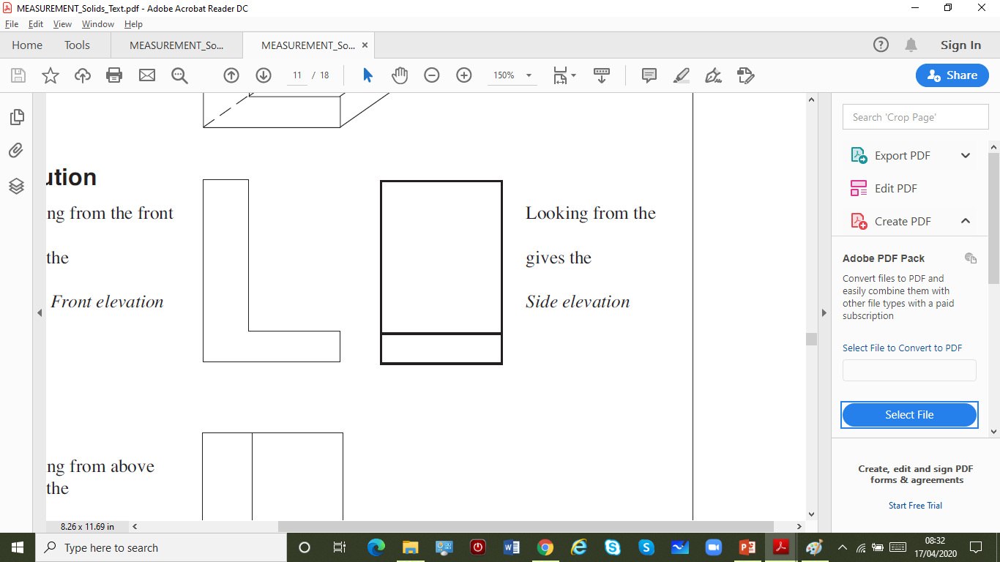 MEASUREMENT_Solids_Text.pdf - Adobe Acrobat Reader DC
File Edit View Window Help
Home Tools MEASUREMENT_So... MEASUREMENT_So... × Sign In
11 / 18 150% Share
Search 'Crop Page'
Export PDF
Edit PDF
Create PDF
Adobe PDF Pack
Convert files to PDF and
easily combine them with
other file types with a paid
subscription
Select File to Convert to PDF
Select File
Create, edit and sign PDF
forms & agreements
Start Free Trial
ution
ng from the front
the
Front elevation
Looking from the
gives the
Side elevation
ng from above
the
8.26 x 11.69 in
Type here to search
08:32
17/04/2020